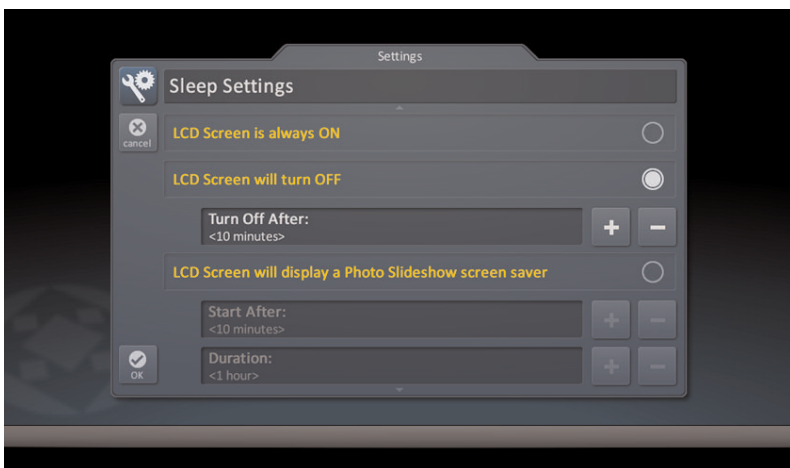 Settings
Sleep Settings
cancel
LCD Screen is always ON
LCD Screen will turn OFF
Turn Off After:
<10 minutes>
LCD Screen will display a Photo Slideshow screen saver
Start After:
<10 minutes>
Duration:
<1 hour>
OK